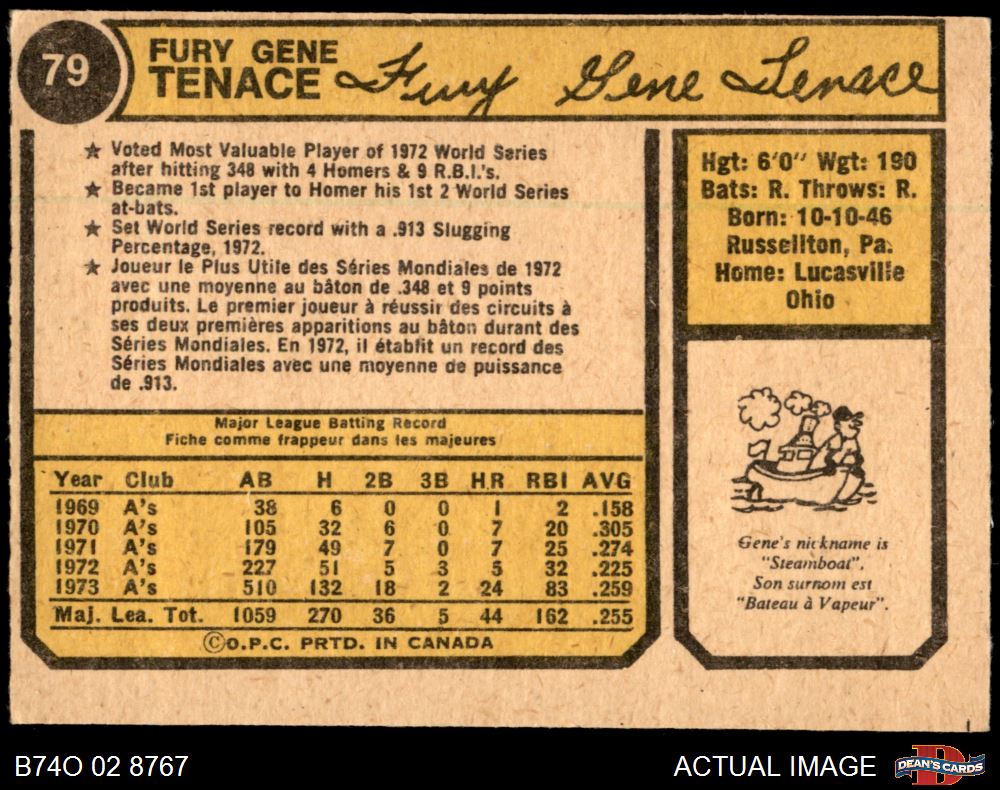 79
FURY GENE
TENACE
Fury Gene Tenace
★ Voted Most Valuable Player of 1972 World Series
after hitting 348 with 4 Homers & 9 R.B.I.'s.
★ Became 1st player to Homer his 1st 2 World Series
at-bats.
★ Set World Series record with a .913 Slugging
Percentage, 1972.
★ Joueur le Plus Utile des Séries Mondiales de 1972
avec une moyenne au bâton de .348 et 9 points
produits. Le premier joueur à réussir des circuits à
ses deux premières apparitions au bâton durant des
Séries Mondiales. En 1972, il établit un record des
Séries Mondiales avec une moyenne de puissance
de .913.
Major League Batting Record
Fiche comme frappeur dans les majeures
Year Club AB H 2B 3B HR RBI AVG
1969 A's 38 6 0 0 1 2 .158
1970 A's 105 32 6 0 7 20 .305
1971 A's 179 49 7 0 7 25 .274
1972 A's 227 51 5 3 5 32 .225
1973 A's 510 132 18 2 24 83 .259
Maj. Lea. Tot. 1059 270 36 5 44 162 .255
©O.P.C. PRTD. IN CANADA
Hgt: 6'0" Wgt: 190
Bats: R. Throws: R.
Born: 10-10-46
Russellton, Pa.
Home: Lucasville
Ohio
Gene's nickname is
"Steamboat".
Son surnom est
"Bateau à Vapeur".
B74O 02 8767
ACTUAL IMAGE
DEAN'S CARDS